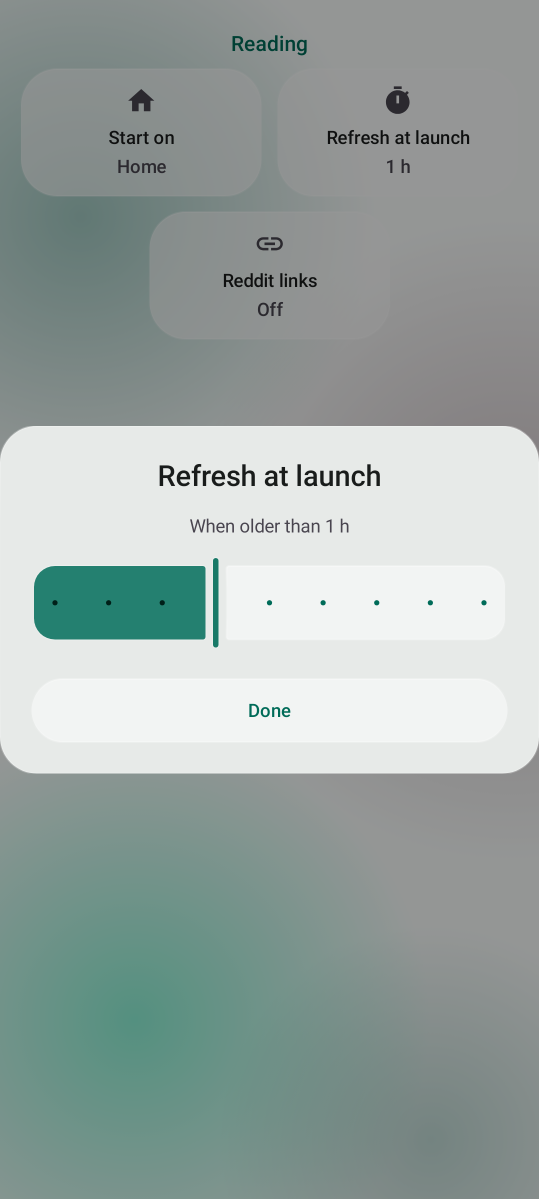 Reading
Start on
Home
Refresh at launch
1 h
Reddit links
Off
Refresh at launch
When older than 1 h
Done